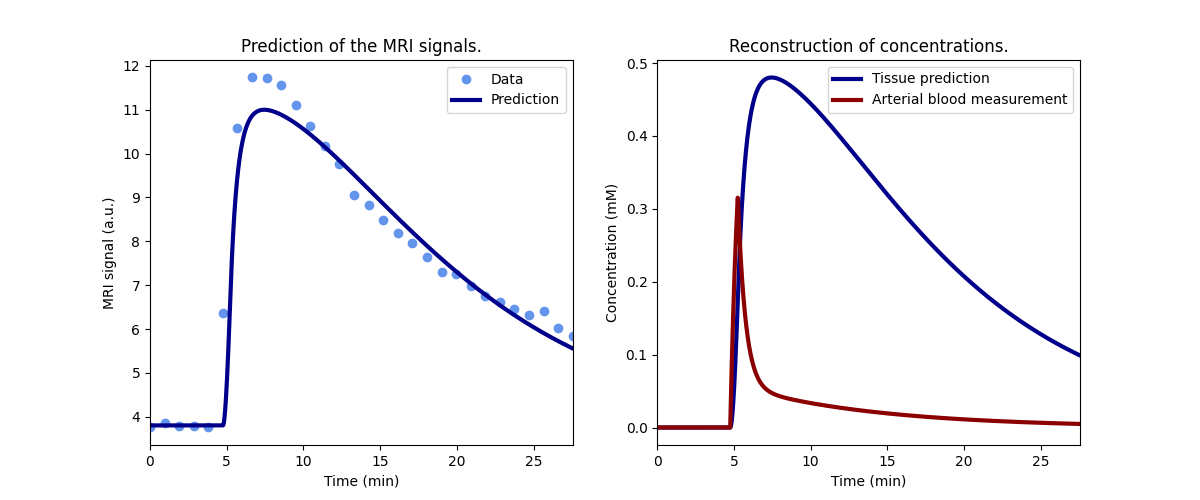 Prediction of the MRI signals.
MRI signal (a.u.)
12
11
10
9
8
7
6
5
4
0
5
10
15
20
25
Time (min)
Data
Prediction
Reconstruction of concentrations.
Concentration (mM)
0.5
0.4
0.3
0.2
0.1
0.0
0
5
10
15
20
25
Time (min)
Tissue prediction
Arterial blood measurement